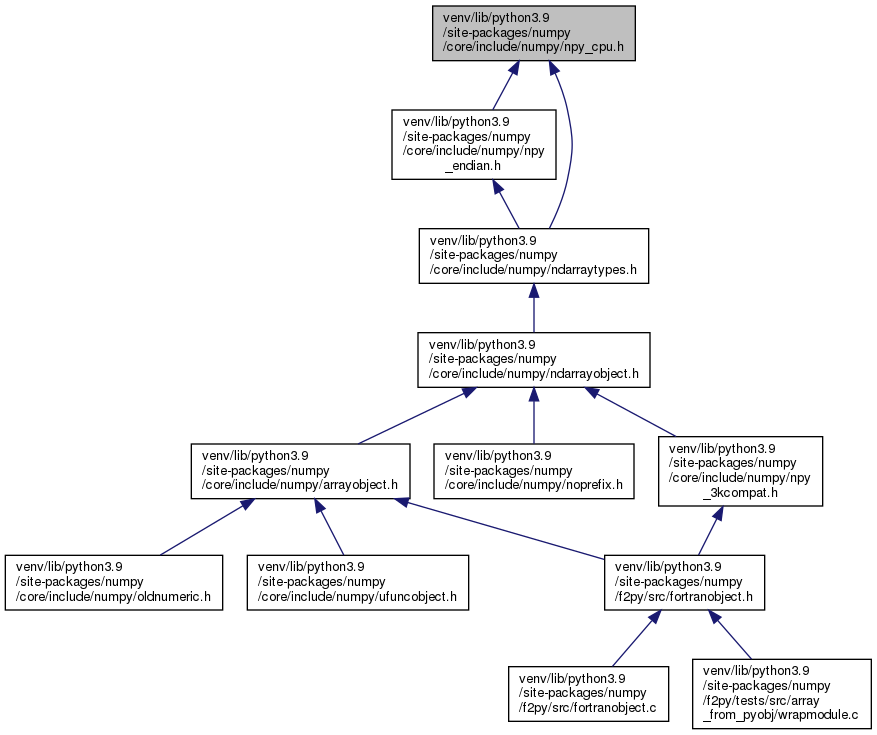 venv/lib/python3.9
/site-packages/numpy
/core/include/numpy/npy_cpu.h
venv/lib/python3.9
/site-packages/numpy
/core/include/numpy/npy
_endian.h
venv/lib/python3.9
/site-packages/numpy
/core/include/numpy/ndarraytypes.h
venv/lib/python3.9
/site-packages/numpy
/core/include/numpy/ndarrayobject.h
venv/lib/python3.9
/site-packages/numpy
/core/include/numpy/arrayobject.h
venv/lib/python3.9
/site-packages/numpy
/core/include/numpy/noprefix.h
venv/lib/python3.9
/site-packages/numpy
/core/include/numpy/npy
_3kcompat.h
venv/lib/python3.9
/site-packages/numpy
/core/include/numpy/oldnumeric.h
venv/lib/python3.9
/site-packages/numpy
/core/include/numpy/ufuncobject.h
venv/lib/python3.9
/site-packages/numpy
/f2py/src/fortranobject.h
venv/lib/python3.9
/site-packages/numpy
/f2py/src/fortranobject.c
venv/lib/python3.9
/site-packages/numpy
/f2py/tests/src/array
_from_pyobj/wrapmodule.c